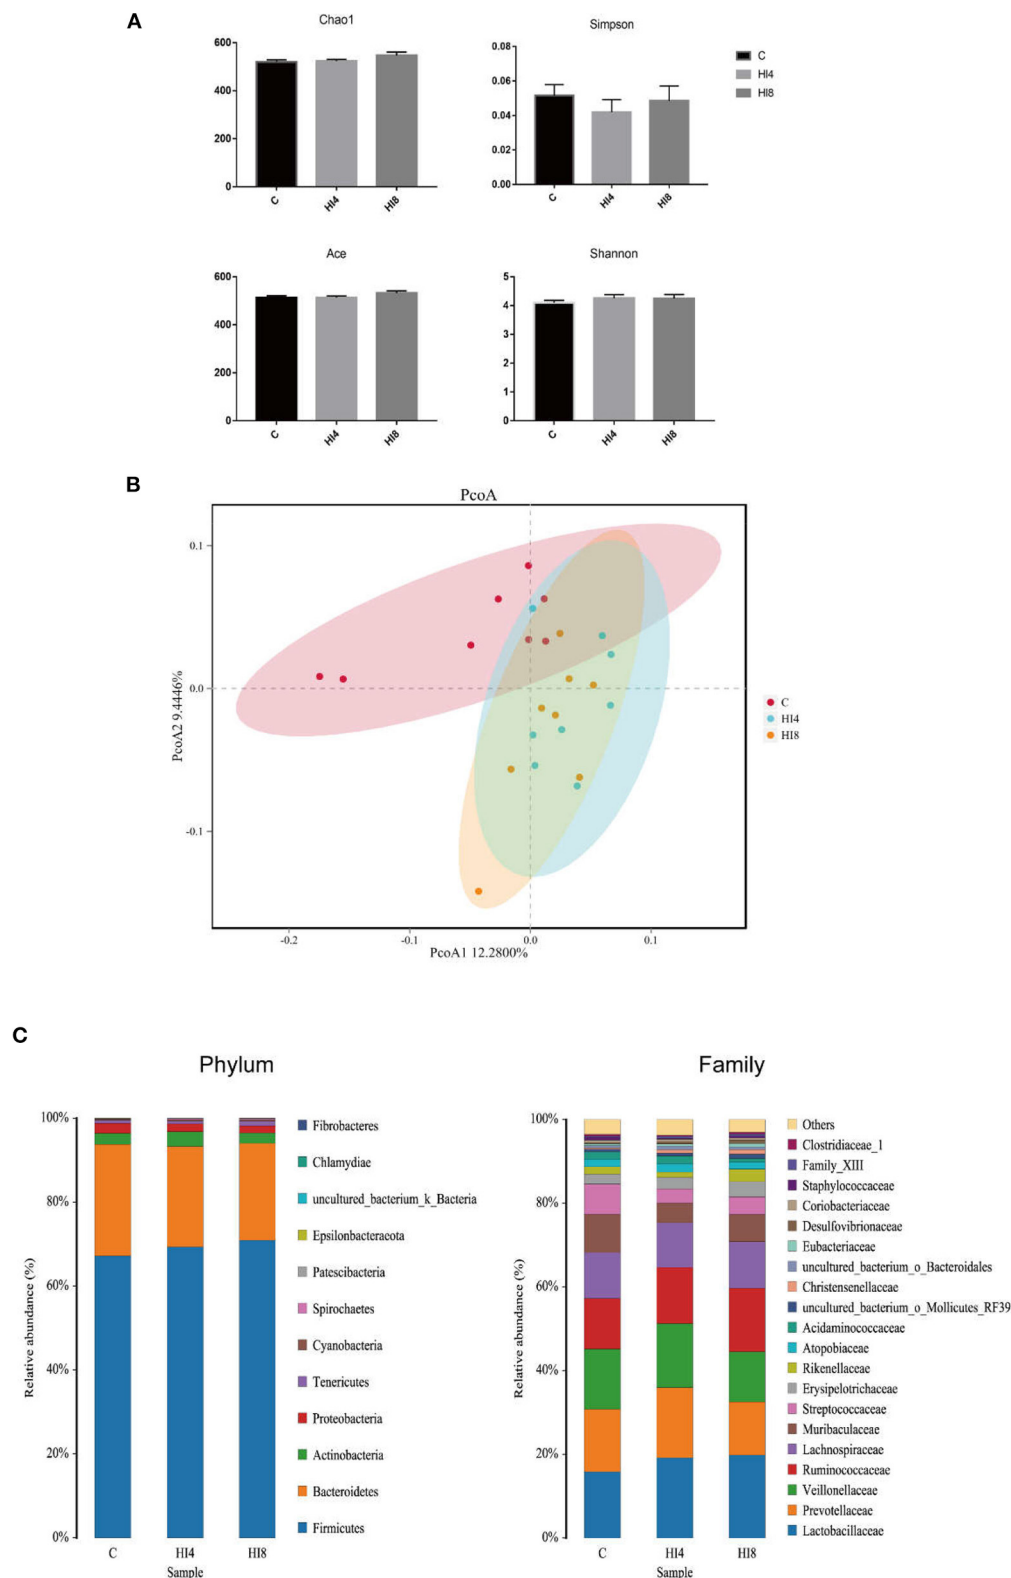 A
Chao1
600
400
200
0
C
HI4
HI8
Simpson
0.08
0.06
0.04
0.02
0.00
C
HI4
HI8
C
HI4
HI8
Ace
600
400
200
0
C
HI4
HI8
Shannon
5
4
3
2
1
0
C
HI4
HI8
B
PcoA
PcoA2 9.4446%
0.1
0.0
-0.1
-0.2
-0.1
0.0
0.1
PcoA1 12.2800%
C
HI4
HI8
C
Phylum
Relative abundance (%)
100%
80%
60%
40%
20%
0%
C
HI4
HI8
Sample
Fibrobacteres
Chlamydiae
uncultured_bacterium_k_Bacteria
Epsilonbacteraeota
Patescibacteria
Spirochaetes
Cyanobacteria
Tenericutes
Proteobacteria
Actinobacteria
Bacteroidetes
Firmicutes
Family
Relative abundance (%)
100%
80%
60%
40%
20%
0%
C
HI4
HI8
Sample
Others
Clostridiaceae_1
Family_XIII
Staphylococcaceae
Coriobacteriaceae
Desulfovibrionaceae
Eubacteriaceae
uncultured_bacterium_o_Bacteroidales
Christensenellaceae
uncultured_bacterium_o_Mollicutes_RF39
Acidaminococcaceae
Atopobiaceae
Rikenellaceae
Erysipelotrichaceae
Streptococcaceae
Muribaculaceae
Lachnospiraceae
Ruminococcaceae
Veillonellaceae
Prevotellaceae
Lactobacillaceae